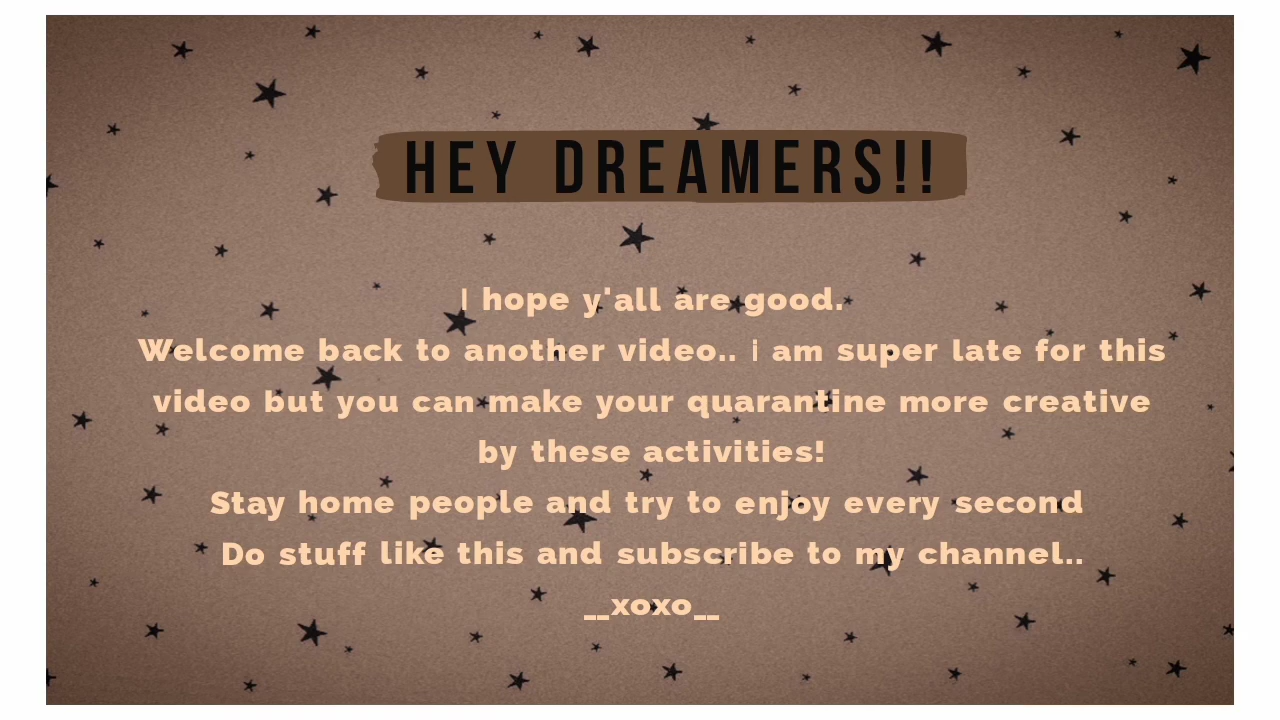 HEY DREAMERS!!
I hope y'all are good.
Welcome back to another video.. i am super late for this
video but you can make your quarantine more creative
by these activities!
Stay home people and try to enjoy every second
Do stuff like this and subscribe to my channel..
__xoxo__